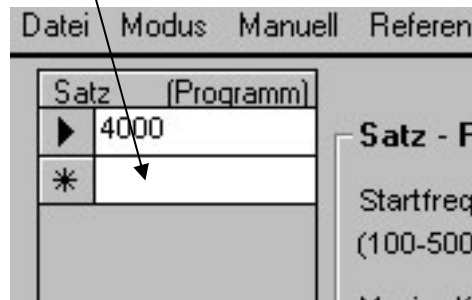 Datei Modus Manuell Referen
Satz (Programm)
4000
Satz -
Startfreq
(100-500